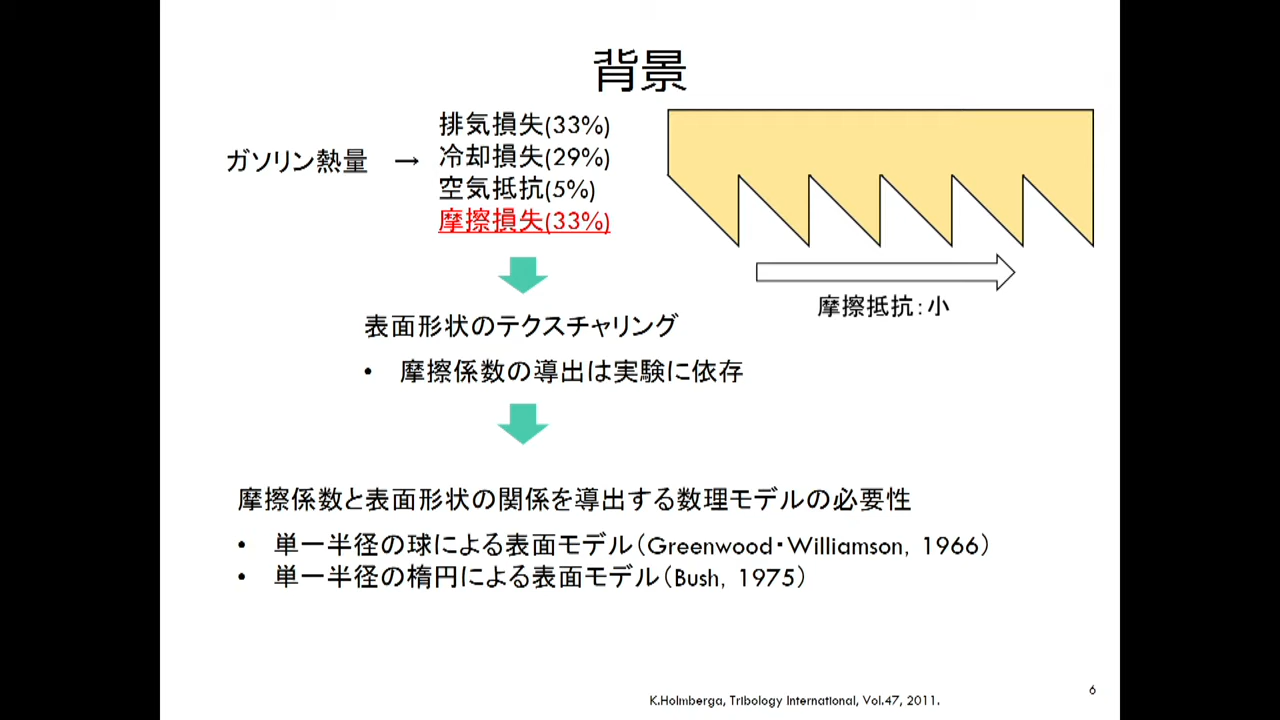 背景
排気損失(33%)
ガソリン熱量 → 冷却損失(29%)
空気抵抗(5%)
摩擦損失(33%)
摩擦抵抗：小
表面形状のテクスチャリング
• 摩擦係数の導出は実験に依存
摩擦係数と表面形状の関係を導出する数理モデルの必要性
• 単一半径の球による表面モデル（Greenwood・Williamson, 1966）
• 単一半径の楕円による表面モデル（Bush, 1975）
6
K.Holmberga, Tribology International, Vol.47, 2011.